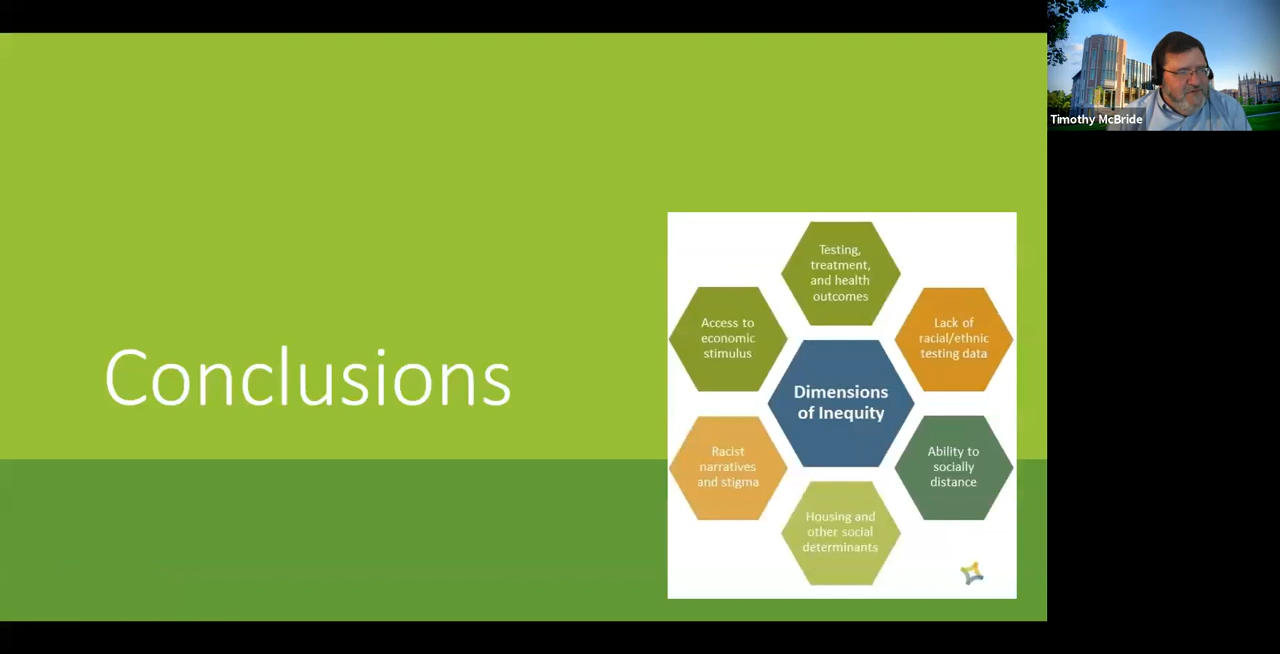 Timothy McBride
Conclusions
Testing,
treatment,
and health
outcomes
Access to
economic
stimulus
Lack of
racial/ethnic
testing data
Dimensions
of Inequity
Racist
narratives
and stigma
Ability to
socially
distance
Housing and
other social
determinants